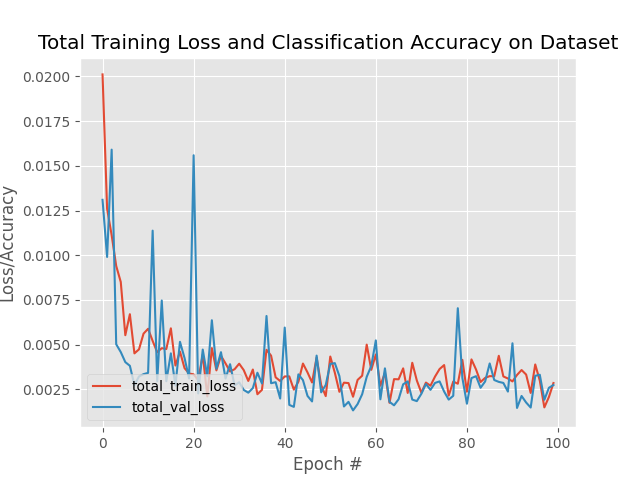 Total Training Loss and Classification Accuracy on Dataset
Loss/Accuracy
0.0200
0.0175
0.0150
0.0125
0.0100
0.0075
0.0050
0.0025
total_train_loss
total_val_loss
0 20 40 60 80 100
Epoch #